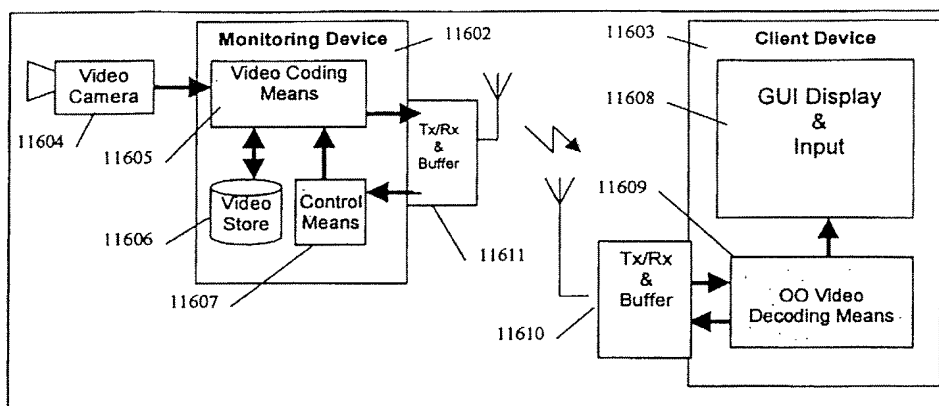 Monitoring Device
11602
11603
Client Device
Video
Camera
11604
Video Coding
Means
11605
Tx/Rx
&
Buffer
11608
GUI Display
&
Input
Video
Store
11606
Control
Means
11607
11611
11609
Tx/Rx
&
Buffer
11610
OO Video
Decoding Means